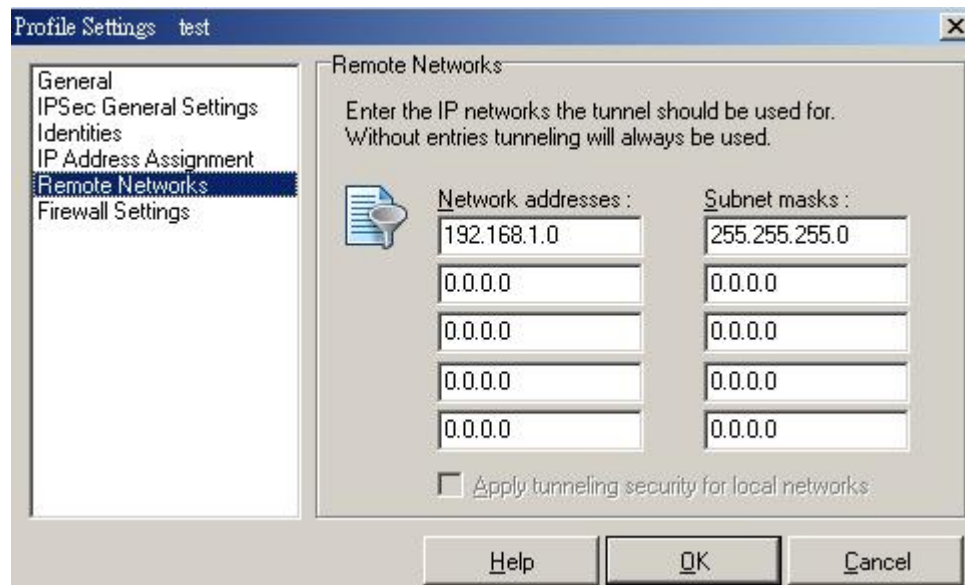 Profile Settings test
General
IPSec General Settings
Identities
IP Address Assignment
Remote Networks
Firewall Settings
Remote Networks
Enter the IP networks the tunnel should be used for.
Without entries tunneling will always be used.
Network addresses : Subnet masks :
192.168.1.0 255.255.255.0
0.0.0.0 0.0.0.0
0.0.0.0 0.0.0.0
0.0.0.0 0.0.0.0
0.0.0.0 0.0.0.0
Apply tunneling security for local networks
Help OK Cancel